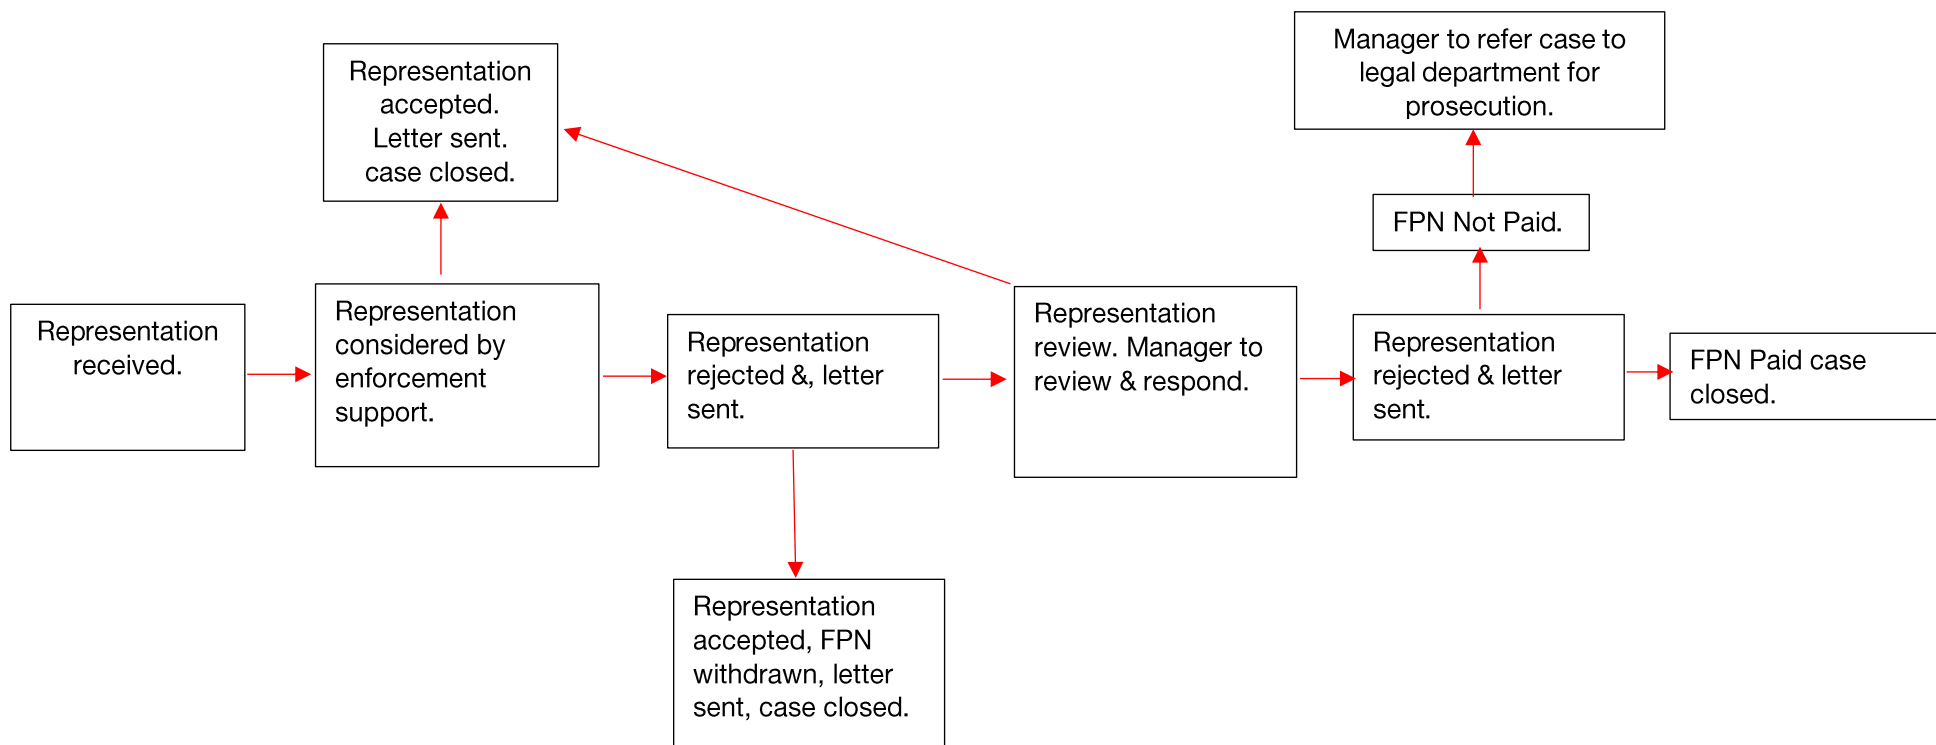 Representation
received.
Representation
considered by
enforcement
support.
Representation
accepted.
Letter sent.
case closed.
Representation
rejected &, letter
sent.
Representation
accepted, FPN
withdrawn, letter
sent, case closed.
Representation
review. Manager to
review & respond.
Representation
rejected & letter
sent.
FPN Not Paid.
Manager to refer case to
legal department for
prosecution.
FPN Paid case
closed.